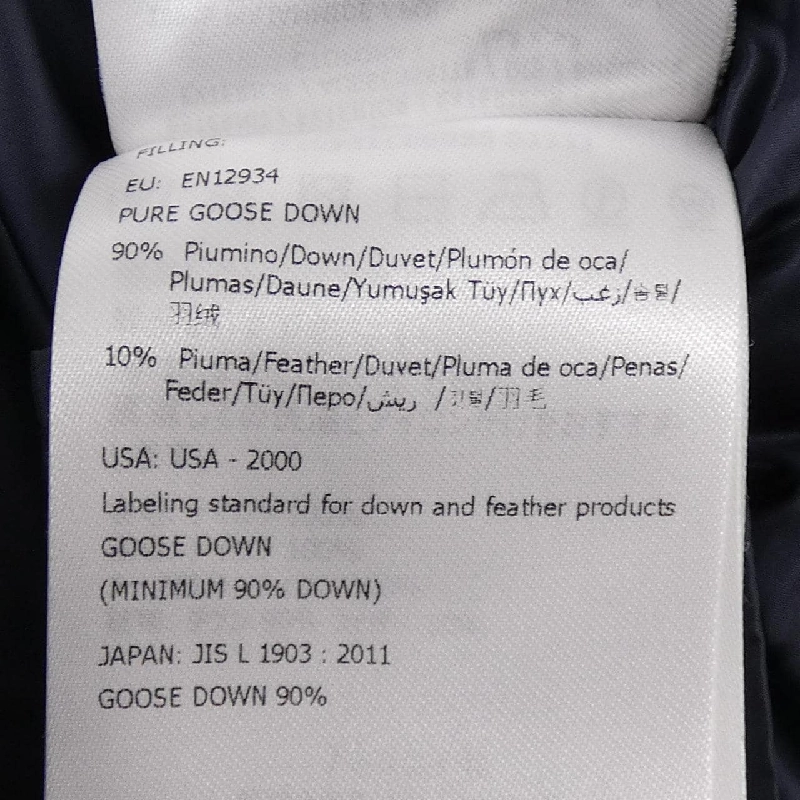 FILLING:
EU: EN12934
PURE GOOSE DOWN
90% Piumino/Down/Duvet/Plumón de oca/
Plumas/Daune/Yumuşak Tüy/Пух/زغب/솜털/
羽绒
10% Piuma/Feather/Duvet/Pluma de oca/Penas/
Feder/Tüy/Перо/ريش /깃털/羽毛
USA: USA - 2000
Labeling standard for down and feather products
GOOSE DOWN
(MINIMUM 90% DOWN)
JAPAN: JIS L 1903 : 2011
GOOSE DOWN 90%